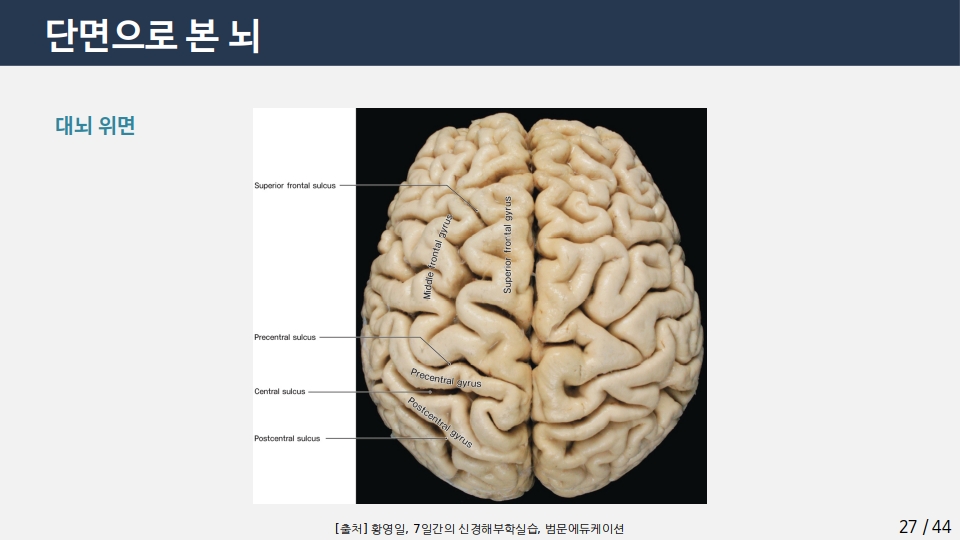 단면으로 본 뇌
대뇌 위면
Superior frontal sulcus
Superior frontal gyrus
Middle frontal gyrus
Precentral sulcus
Precentral gyrus
Central sulcus
Postcentral gyrus
Postcentral sulcus
[출처] 황영일, 7일간의 신경해부학실습, 범문에듀케이션
27 / 44